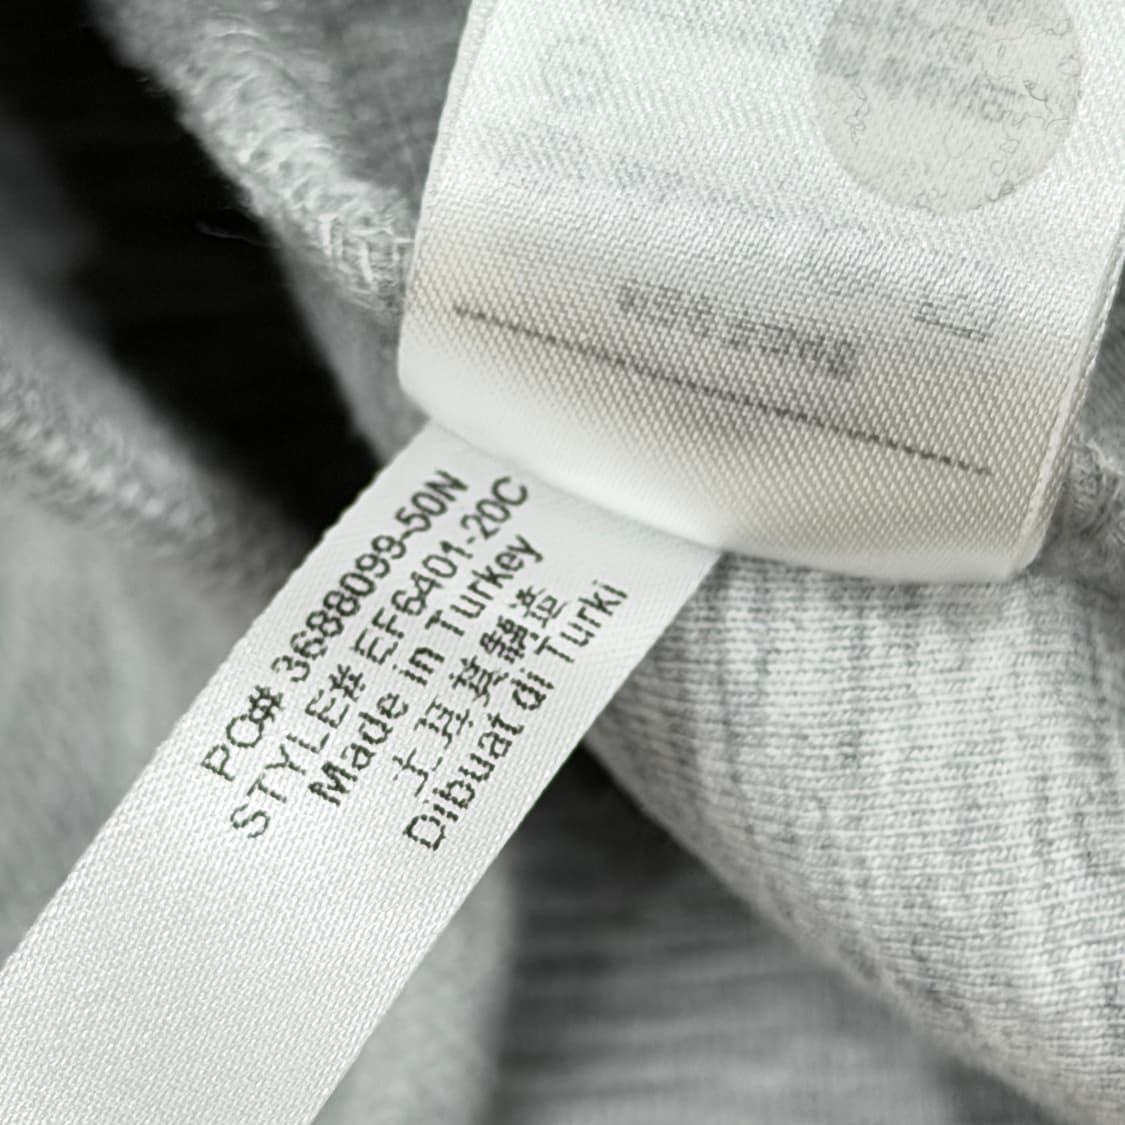 PO# 3688099-50N
STYLE# EF6401-20C
Made in Turkey
土耳其製造
Dibuat di Turki